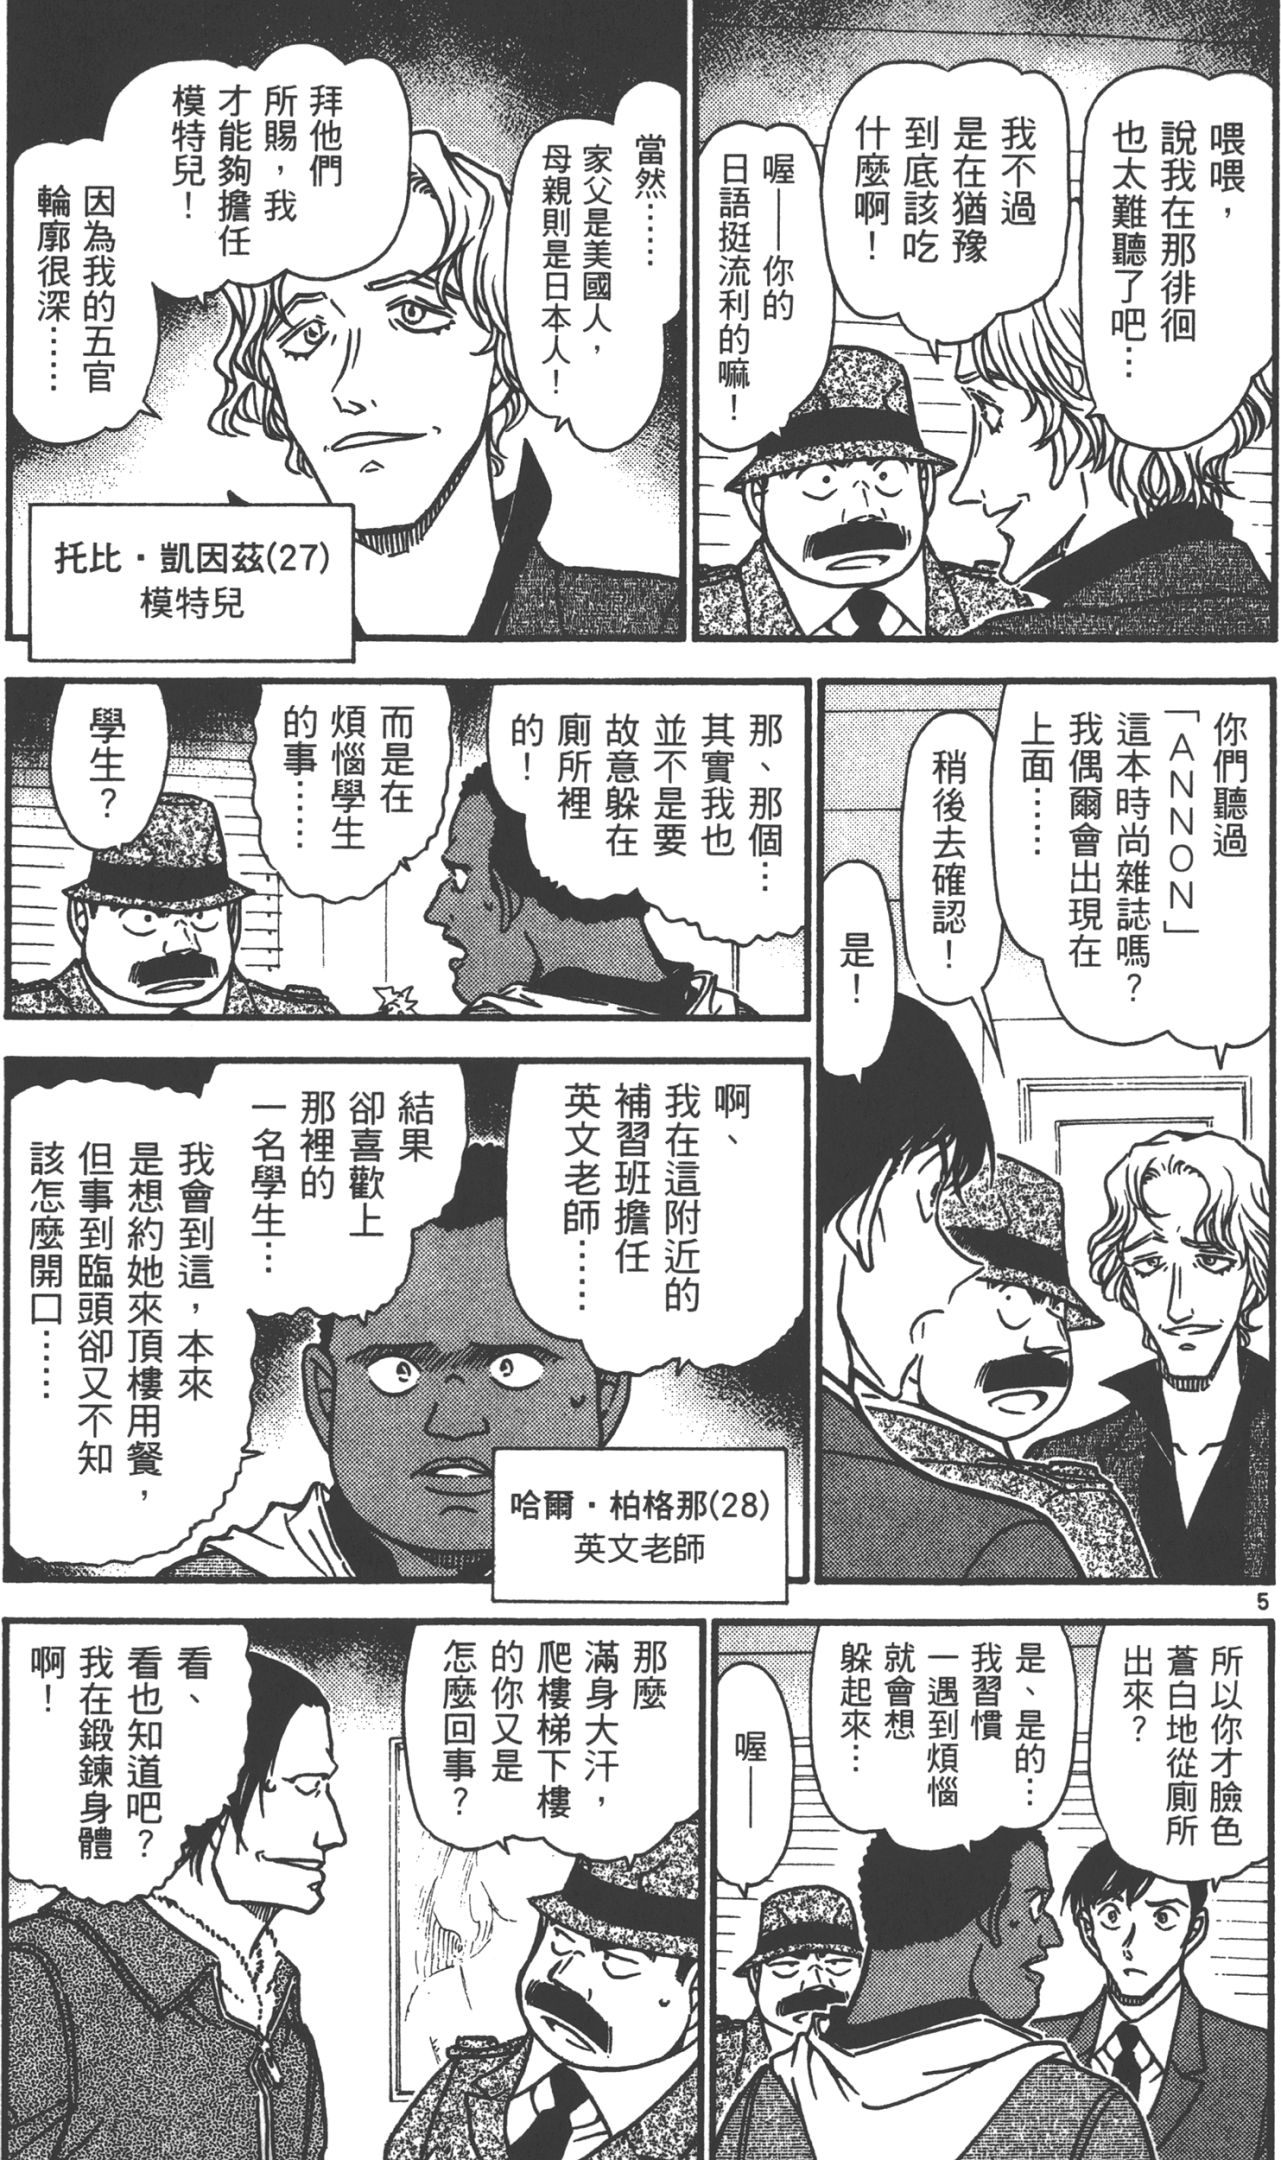 喂喂，
說我在那徘徊
也太難聽了吧…
我不過
是在猶豫
到底該吃
什麼啊！
喔——你的
日語挺流利的嘛！
當然……
家父是美國人，
母親則是日本人！
拜他們
所賜，我
才能夠擔任
模特兒！
因為我的五官
輪廓很深……
托比·凱因茲(27)
模特兒
你們聽過
「ANNON」
這本時尚雜誌嗎？
我偶爾會出現在
上面……
稍後去確認！
是！
那、那個…
其實我也
並不是要
故意躲在
廁所裡
的！
而是在
煩惱學生
的事……
學生？
啊、
我在這附近的
補習班擔任
英文老師……
結果
卻喜歡上
那裡的
一名學生…
我會到這，本來
是想約她來頂樓用餐，
但事到臨頭卻又不知
該怎麼開口……
哈爾·柏格那(28)
英文老師
5
所以你才臉色
蒼白地從廁所
出來？
是、是的…
我習慣
一遇到煩惱
就會想
躲起來…
喔——
那麼
滿身大汗，
爬樓梯下樓
的你又是
怎麼回事？
看、
看也知道吧？
我在鍛鍊身體
啊！